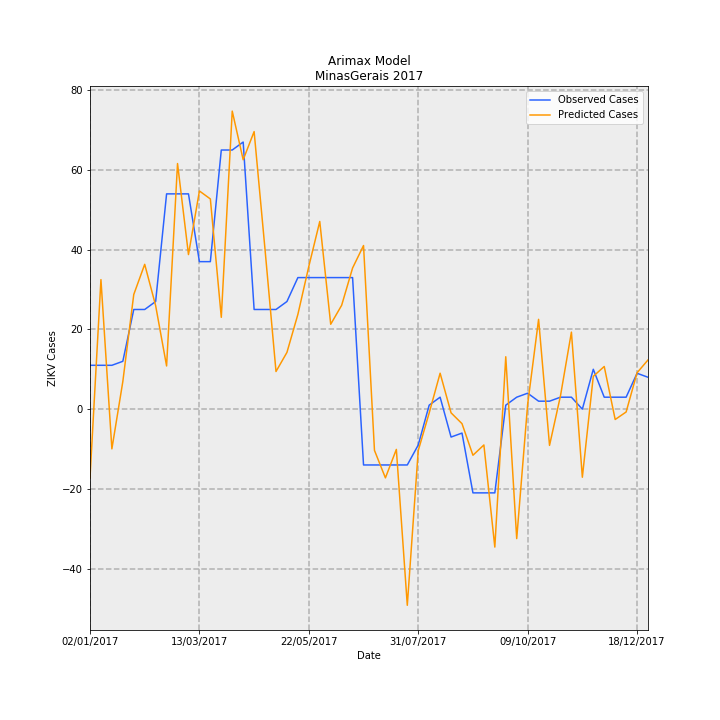 Arimax Model
MinasGerais 2017
Observed Cases
Predicted Cases
80
60
40
20
0
−20
−40
ZIKV Cases
02/01/2017 13/03/2017 22/05/2017 31/07/2017 09/10/2017 18/12/2017
Date